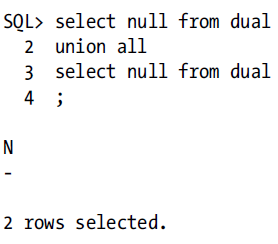 SQL> select null from dual
2 union all
3 select null from dual
4 ;
N
-
2 rows selected.